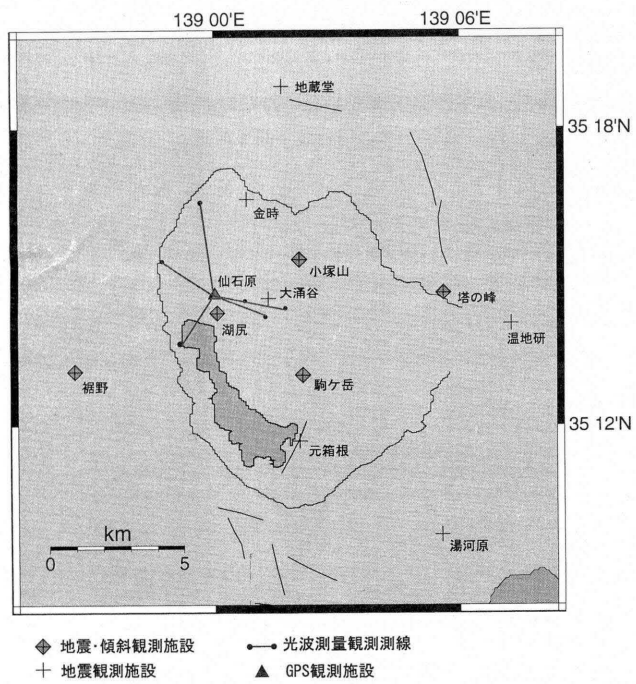 139 00'E
139 06'E
地蔵堂
35 18'N
金時
小塚山
仙石原
大涌谷
塔の峰
湖尻
温地研
裾野
駒ケ岳
35 12'N
元箱根
km
0
5
湯河原
地震・傾斜観測施設
光波測量観測測線
地震観測施設
GPS観測施設